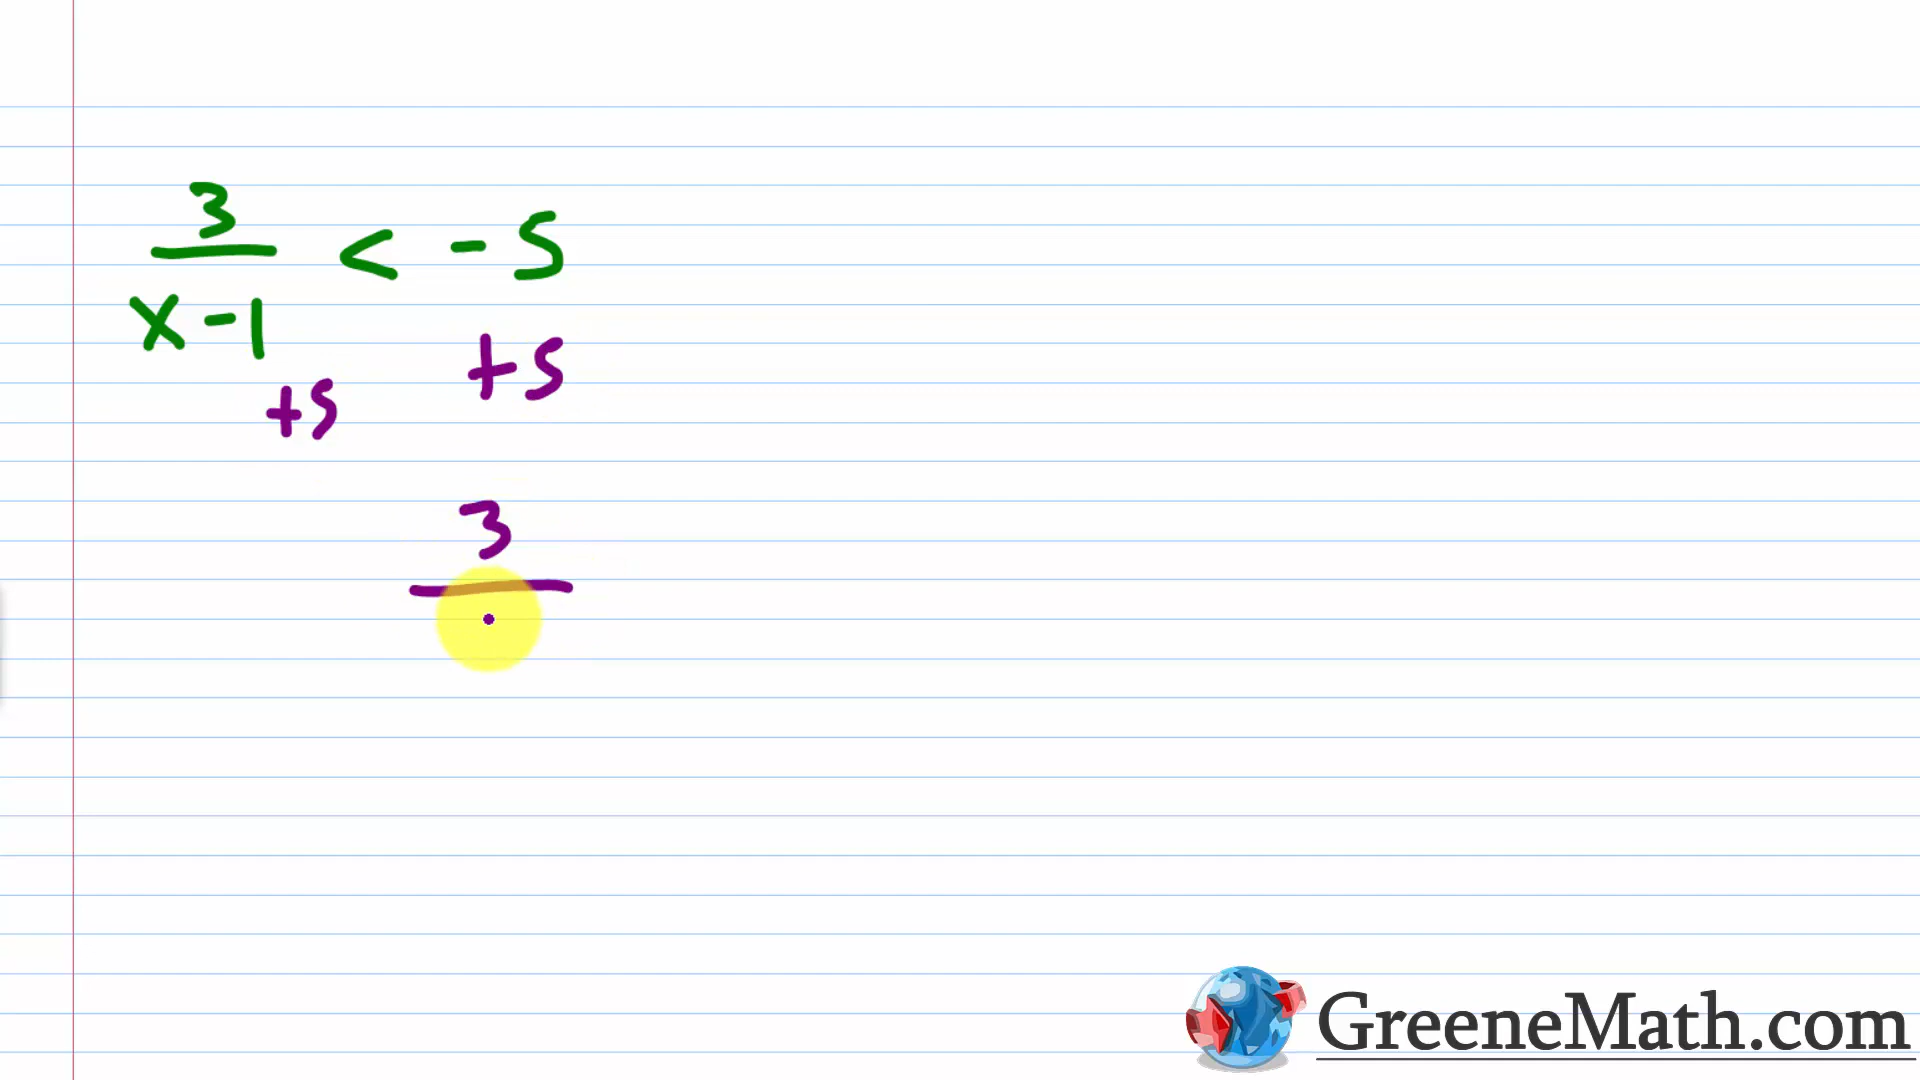 3
— < -5
x-1
+5 +5
3
—
GreeneMath.com